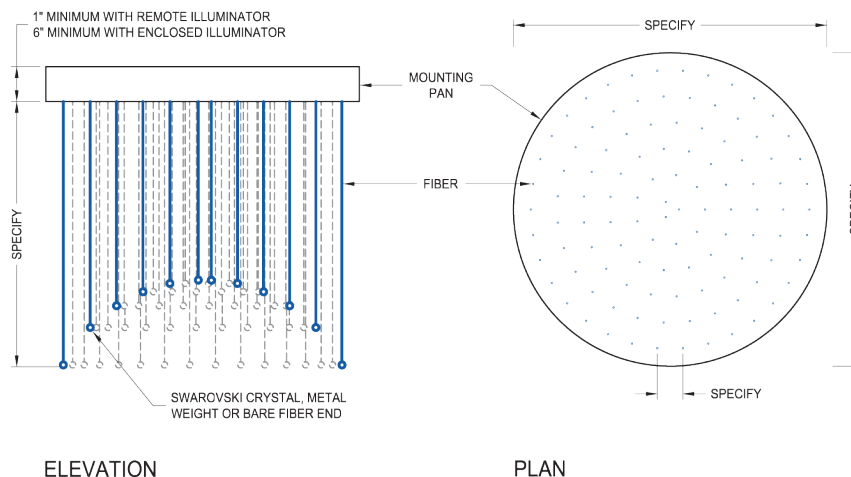 1" MINIMUM WITH REMOTE ILLUMINATOR
6" MINIMUM WITH ENCLOSED ILLUMINATOR
SPECIFY
MOUNTING
PAN
FIBER
SPECIFY
SWAROVSKI CRYSTAL, METAL
WEIGHT OR BARE FIBER END
SPECIFY
ELEVATION
PLAN